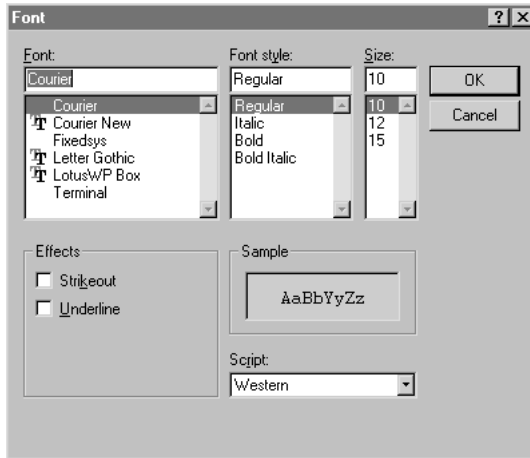 Font
Font:
Courier
Courier
Courier New
Fixedsys
Letter Gothic
LotusWP Box
Terminal
Font style:
Regular
Regular
Italic
Bold
Bold Italic
Size:
10
10
12
15
OK
Cancel
Effects
Strikeout
Underline
Sample
AaBbYyZz
Script:
Western